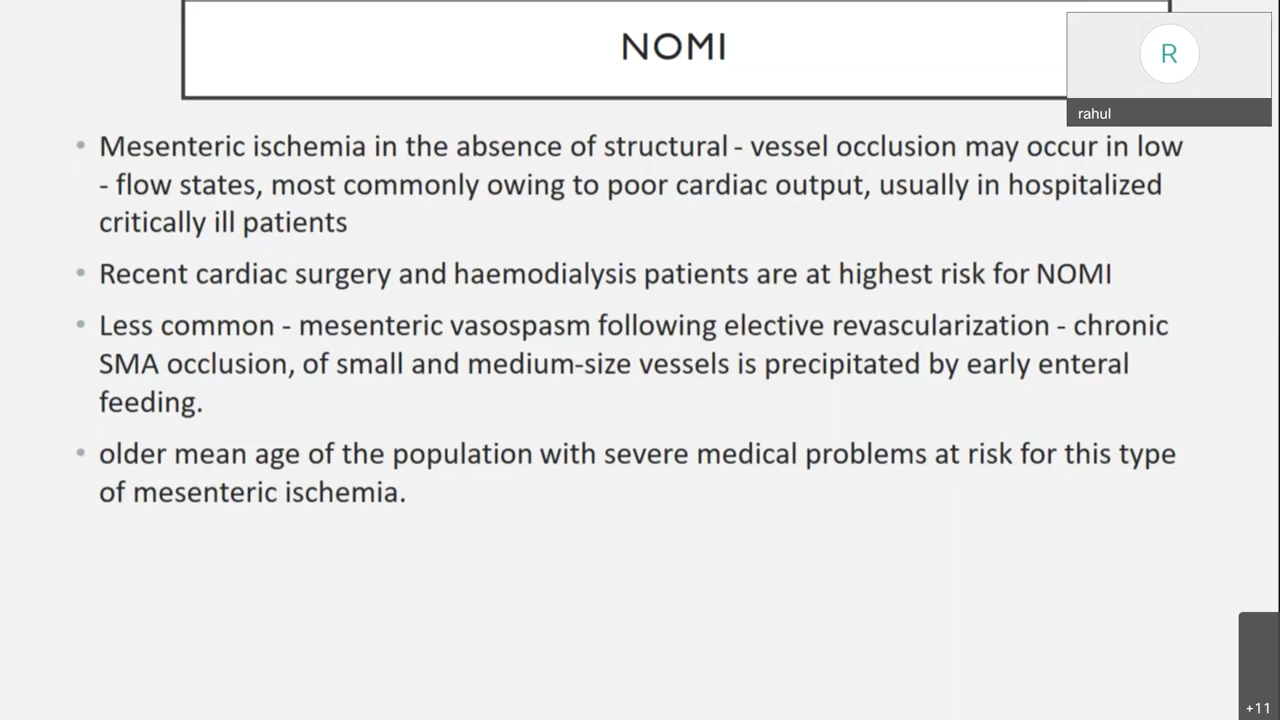 NOMI
R
rahul
• Mesenteric ischemia in the absence of structural - vessel occlusion may occur in low
- flow states, most commonly owing to poor cardiac output, usually in hospitalized
critically ill patients
• Recent cardiac surgery and haemodialysis patients are at highest risk for NOMI
• Less common - mesenteric vasospasm following elective revascularization - chronic
SMA occlusion, of small and medium-size vessels is precipitated by early enteral
feeding.
• older mean age of the population with severe medical problems at risk for this type
of mesenteric ischemia.
+11